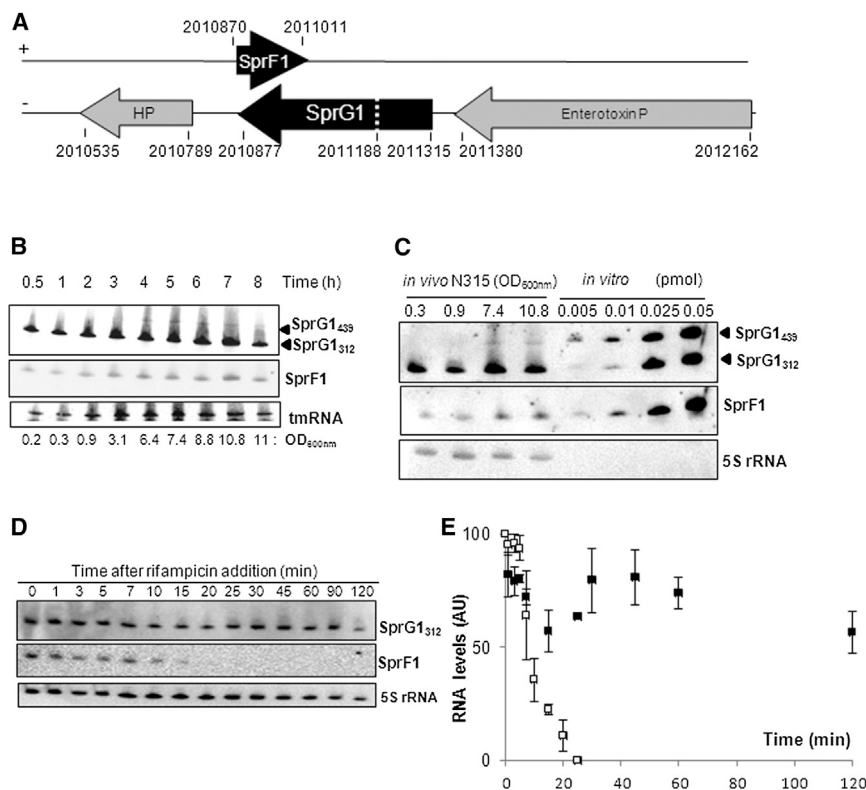 A
2010870 2011011
+
SprF1
-
HP
SprG1
Enterotoxin P
2010535 2010789 2010877 2011188 2011315 2011380 2012162
B
0.5 1 2 3 4 5 6 7 8 Time (h)
SprG1439
SprG1312
SprF1
tmRNA
0.2 0.3 0.9 3.1 6.4 7.4 8.8 10.8 11 : OD600nm
C
in vivo N315 (OD600nm) in vitro (pmol)
0.3 0.9 7.4 10.8 0.005 0.01 0.025 0.05
SprG1439
SprG1312
SprF1
5S rRNA
D
Time after rifampicin addition (min)
0 1 3 5 7 10 15 20 25 30 45 60 90 120
SprG1312
SprF1
5S rRNA
E
100
50
0
RNA levels (AU)
Time (min)
0 20 40 60 80 100 120